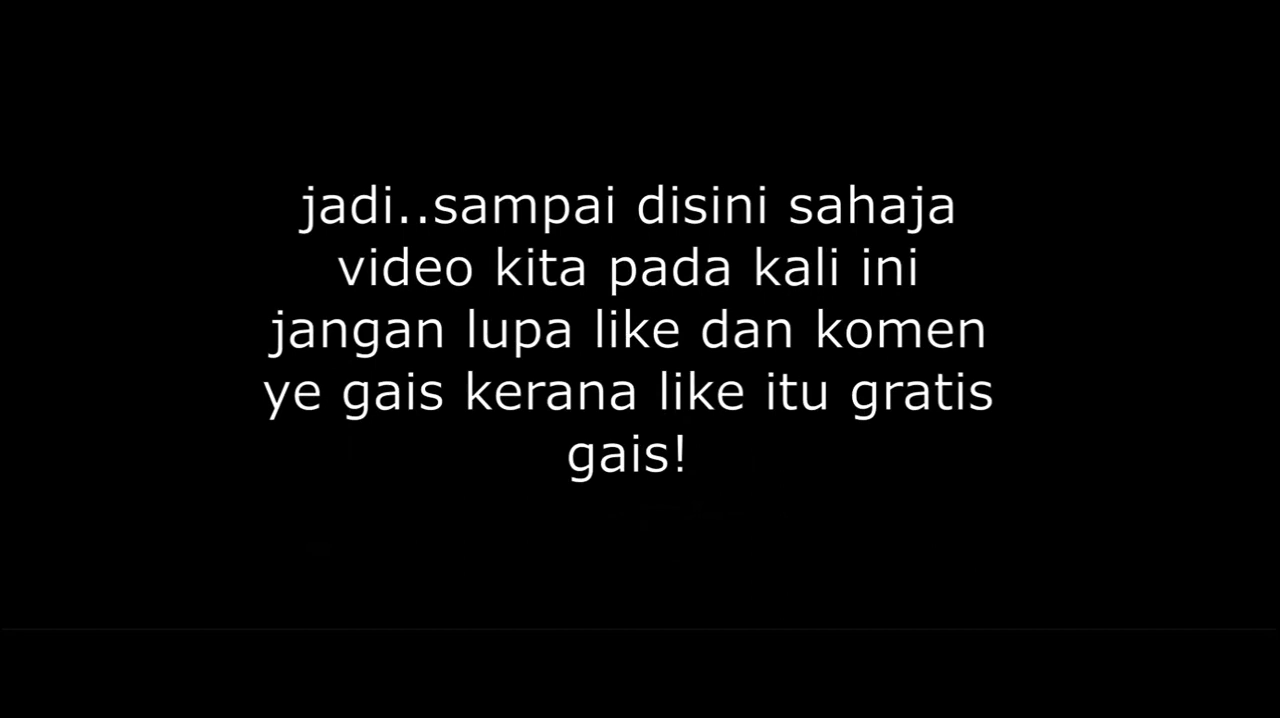 jadi..sampai disini sahaja
video kita pada kali ini
jangan lupa like dan komen
ye gais kerana like itu gratis
gais!